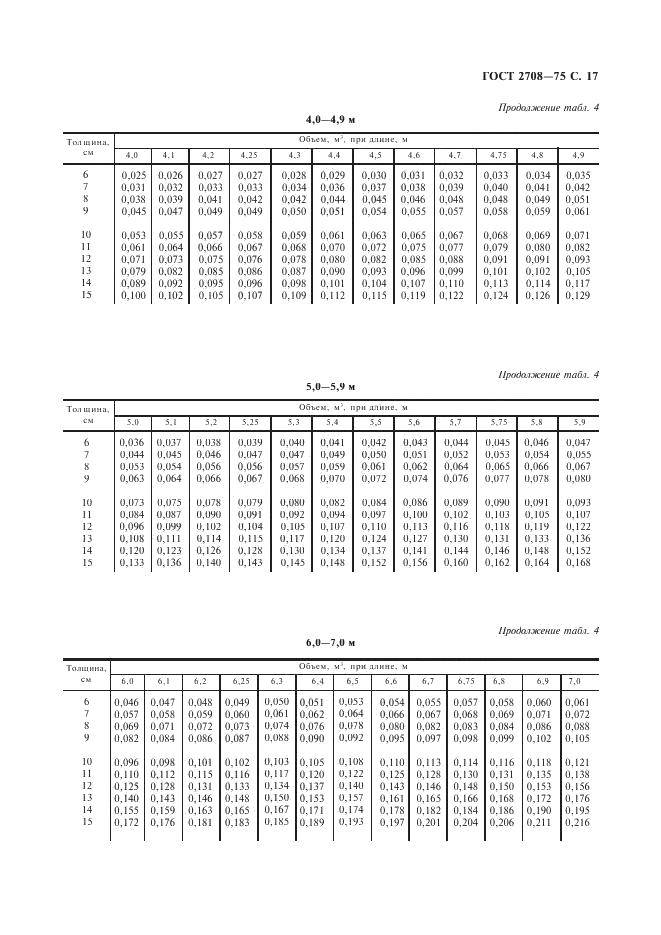 ГОСТ 2708—75 С. 17
Продолжение табл. 4
4,0—4,9 м
Толщина, см Объем, м³, при длине, м
4,0 4,1 4,2 4,25 4,3 4,4 4,5 4,6 4,7 4,75 4,8 4,9
6 0,025 0,026 0,027 0,027 0,028 0,029 0,030 0,031 0,032 0,033 0,034 0,035
7 0,031 0,032 0,033 0,033 0,034 0,036 0,037 0,038 0,039 0,040 0,041 0,042
8 0,038 0,039 0,041 0,042 0,042 0,044 0,045 0,046 0,048 0,048 0,049 0,051
9 0,045 0,047 0,049 0,049 0,050 0,051 0,054 0,055 0,057 0,058 0,059 0,061
10 0,053 0,055 0,057 0,058 0,059 0,061 0,063 0,065 0,067 0,068 0,069 0,071
11 0,061 0,064 0,066 0,067 0,068 0,070 0,072 0,075 0,077 0,079 0,080 0,082
12 0,071 0,073 0,075 0,076 0,078 0,080 0,082 0,085 0,088 0,091 0,091 0,093
13 0,079 0,082 0,085 0,086 0,087 0,090 0,093 0,096 0,099 0,101 0,102 0,105
14 0,089 0,092 0,095 0,096 0,098 0,101 0,104 0,107 0,110 0,113 0,114 0,117
15 0,100 0,102 0,105 0,107 0,109 0,112 0,115 0,119 0,122 0,124 0,126 0,129
Продолжение табл. 4
5,0—5,9 м
Толщина, см Объем, м³, при длине, м
5,0 5,1 5,2 5,25 5,3 5,4 5,5 5,6 5,7 5,75 5,8 5,9
6 0,036 0,037 0,038 0,039 0,040 0,041 0,042 0,043 0,044 0,045 0,046 0,047
7 0,044 0,045 0,046 0,047 0,047 0,049 0,050 0,051 0,052 0,053 0,054 0,055
8 0,053 0,054 0,056 0,056 0,057 0,059 0,061 0,062 0,064 0,065 0,066 0,067
9 0,063 0,064 0,066 0,067 0,068 0,070 0,072 0,074 0,076 0,077 0,078 0,080
10 0,073 0,075 0,078 0,079 0,080 0,082 0,084 0,086 0,089 0,090 0,091 0,093
11 0,084 0,087 0,090 0,091 0,092 0,094 0,097 0,100 0,102 0,103 0,105 0,107
12 0,096 0,099 0,102 0,104 0,105 0,107 0,110 0,113 0,116 0,118 0,119 0,122
13 0,108 0,111 0,114 0,115 0,117 0,120 0,124 0,127 0,130 0,131 0,133 0,136
14 0,120 0,123 0,126 0,128 0,130 0,134 0,137 0,141 0,144 0,146 0,148 0,152
15 0,133 0,136 0,140 0,143 0,145 0,148 0,152 0,156 0,160 0,162 0,164 0,168
Продолжение табл. 4
6,0—7,0 м
Толщина, см Объем, м³, при длине, м
6,0 6,1 6,2 6,25 6,3 6,4 6,5 6,6 6,7 6,75 6,8 6,9 7,0
6 0,046 0,047 0,048 0,049 0,050 0,051 0,053 0,054 0,055 0,057 0,058 0,060 0,061
7 0,057 0,058 0,059 0,060 0,061 0,062 0,064 0,066 0,067 0,068 0,069 0,071 0,072
8 0,069 0,071 0,072 0,073 0,074 0,076 0,078 0,080 0,082 0,083 0,084 0,086 0,088
9 0,082 0,084 0,086 0,087 0,088 0,090 0,092 0,095 0,097 0,098 0,099 0,102 0,105
10 0,096 0,098 0,101 0,102 0,103 0,105 0,108 0,110 0,113 0,114 0,116 0,118 0,121
11 0,110 0,112 0,115 0,116 0,117 0,120 0,122 0,125 0,128 0,130 0,131 0,135 0,138
12 0,125 0,128 0,131 0,133 0,134 0,137 0,140 0,143 0,146 0,148 0,150 0,153 0,156
13 0,140 0,143 0,146 0,148 0,150 0,153 0,157 0,161 0,165 0,166 0,168 0,172 0,176
14 0,155 0,159 0,163 0,165 0,167 0,171 0,174 0,178 0,182 0,184 0,186 0,190 0,195
15 0,172 0,176 0,181 0,183 0,185 0,189 0,193 0,197 0,201 0,204 0,206 0,211 0,216